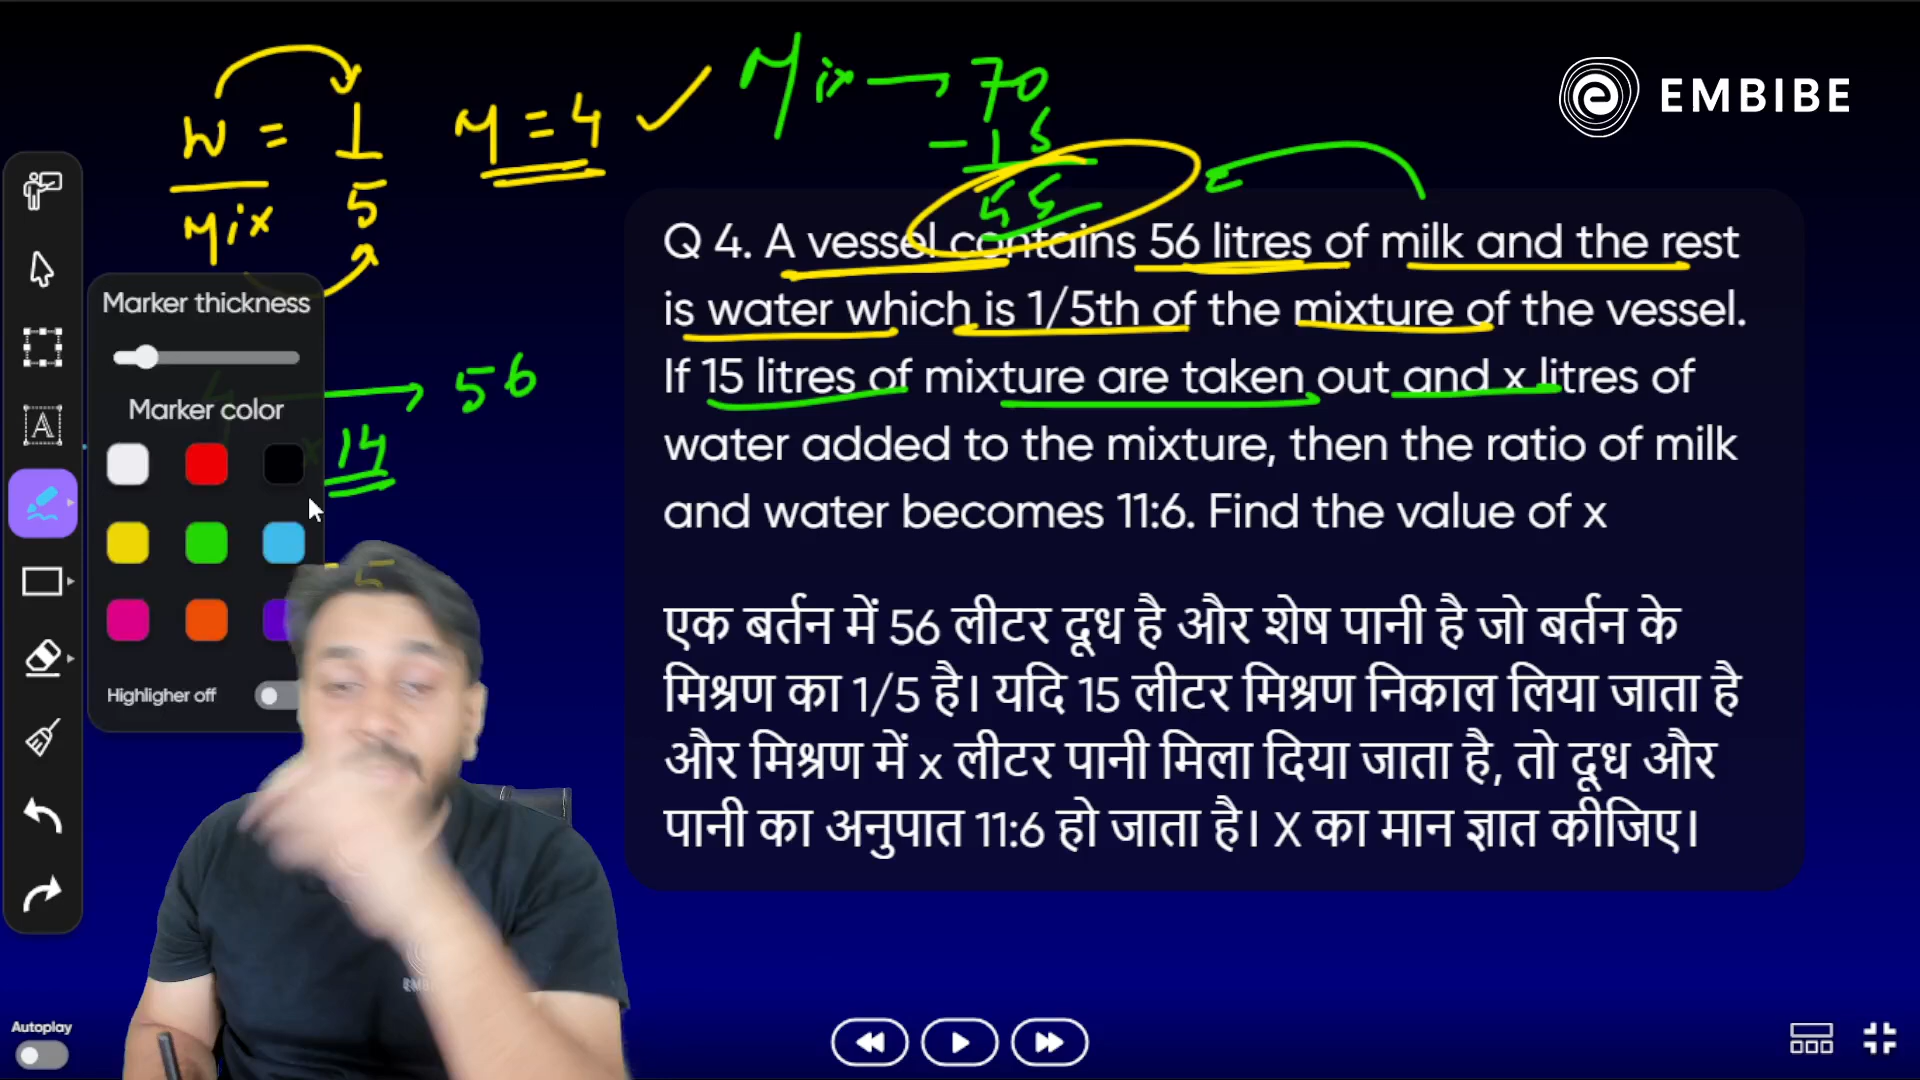 W = 1
Mix 5
M = 4
Mix → 70
- 15
55
EMBIBE
Q 4. A vessel contains 56 litres of milk and the rest
is water which is 1/5th of the mixture of the vessel.
If 15 litres of mixture are taken out and x litres of
water added to the mixture, then the ratio of milk
and water becomes 11:6. Find the value of x
एक बर्तन में 56 लीटर दूध है और शेष पानी है जो बर्तन के
मिश्रण का 1/5 है। यदि 15 लीटर मिश्रण निकाल लिया जाता है
और मिश्रण में x लीटर पानी मिला दिया जाता है, तो दूध और
पानी का अनुपात 11:6 हो जाता है। X का मान ज्ञात कीजिए।
Marker thickness
Marker color
Highligher off
4 → 56
× 14
5
Autoplay